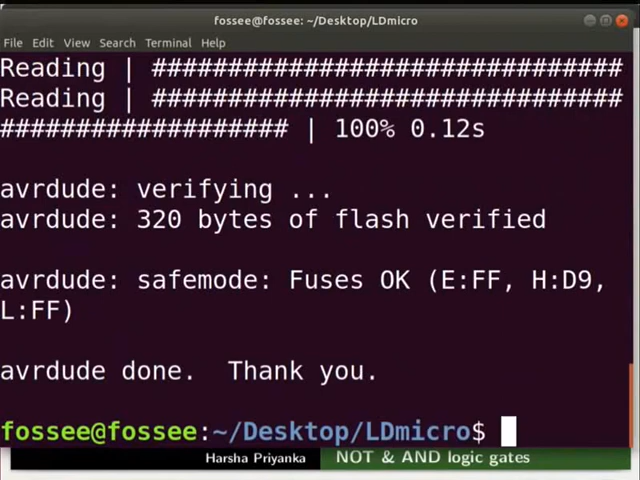 fossee@fossee: ~/Desktop/LDmicro
File Edit View Search Terminal Help
Reading | ###############################
Reading | ###############################
################### | 100% 0.12s
avrdude: verifying ...
avrdude: 320 bytes of flash verified
avrdude: safemode: Fuses OK (E:FF, H:D9,
L:FF)
avrdude done.  Thank you.
fossee@fossee:~/Desktop/LDmicro$
Harsha Priyanka NOT & AND logic gates